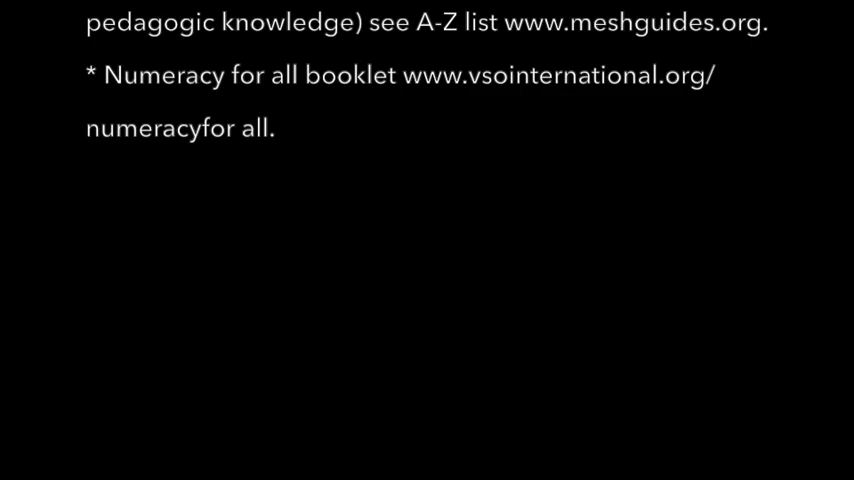 pedagogic knowledge) see A-Z list www.meshguides.org.
* Numeracy for all booklet www.vsointernational.org/
numeracyfor all.